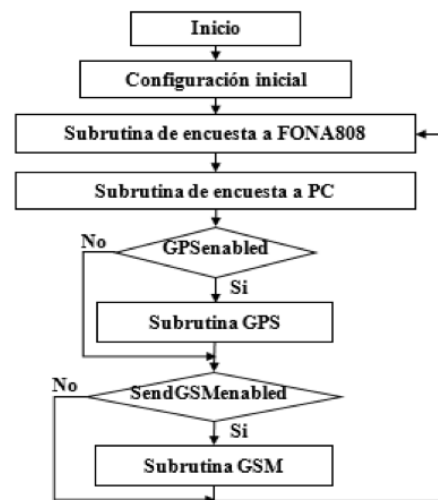 Inicio
Configuración inicial
Subrutina de encuesta a FONA808
Subrutina de encuesta a PC
No
GPSenabled
Si
Subrutina GPS
No
SendGSMenabled
Si
Subrutina GSM